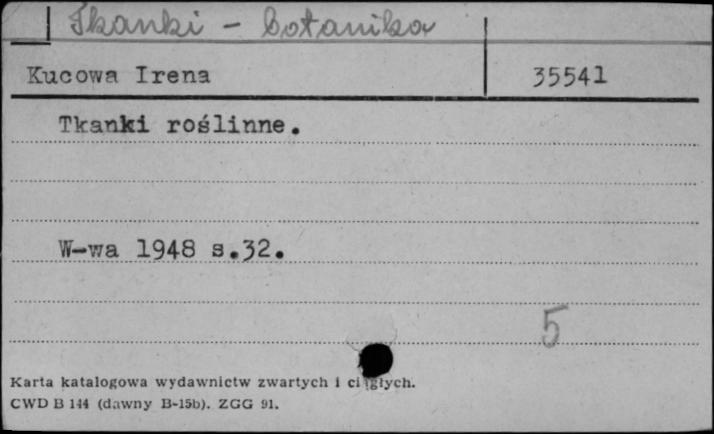 Tkanki - botanika
Kucowa Irena 35541
Tkanki roślinne.
W-wa 1948 s.32.
5
Karta katalogowa wydawnictw zwartych i ciągłych.
CWD B 144 (dawny B-15b). ZGG 91.